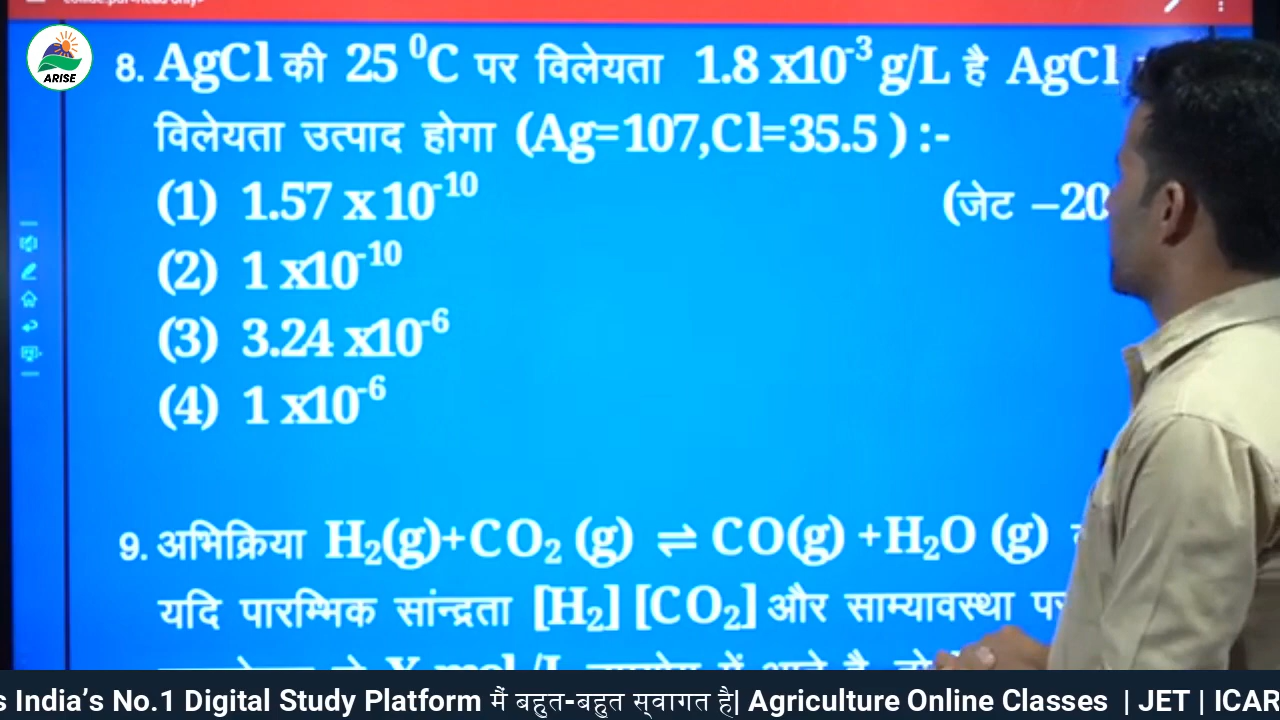 ARISE
8. AgCl की 25 ⁰C पर विलेयता 1.8 x10⁻³ g/L है AgCl
विलेयता उत्पाद होगा (Ag=107,Cl=35.5 ) :-
(1) 1.57 x 10⁻¹⁰ (जेट –20
(2) 1 x10⁻¹⁰
(3) 3.24 x10⁻⁶
(4) 1 x10⁻⁶
9. अभिक्रिया H₂(g)+CO₂ (g) ⇌ CO(g) +H₂O (g)
यदि पारम्भिक सांन्द्रता [H₂] [CO₂] और साम्यावस्था पर
s India’s No.1 Digital Study Platform मैं बहुत-बहुत स्वागत है| Agriculture Online Classes | JET | ICAR